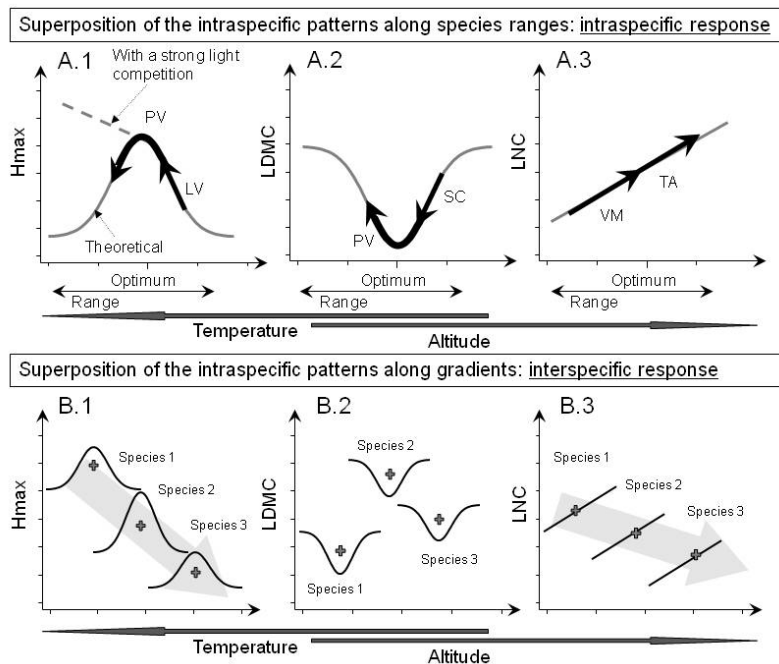 Superposition of the intraspecific patterns along species ranges: intraspecific response
A.1
With a strong light
competition
PV
LV
Theoretical
Hmax
Optimum
Range
A.2
LDMC
SC
PV
Optimum
Range
A.3
LNC
TA
VM
Optimum
Range
Temperature
Altitude
Superposition of the intraspecific patterns along gradients: interspecific response
B.1
Hmax
Species 1
Species 2
Species 3
B.2
LDMC
Species 2
Species 3
Species 1
B.3
LNC
Species 1
Species 2
Species 3
Temperature
Altitude